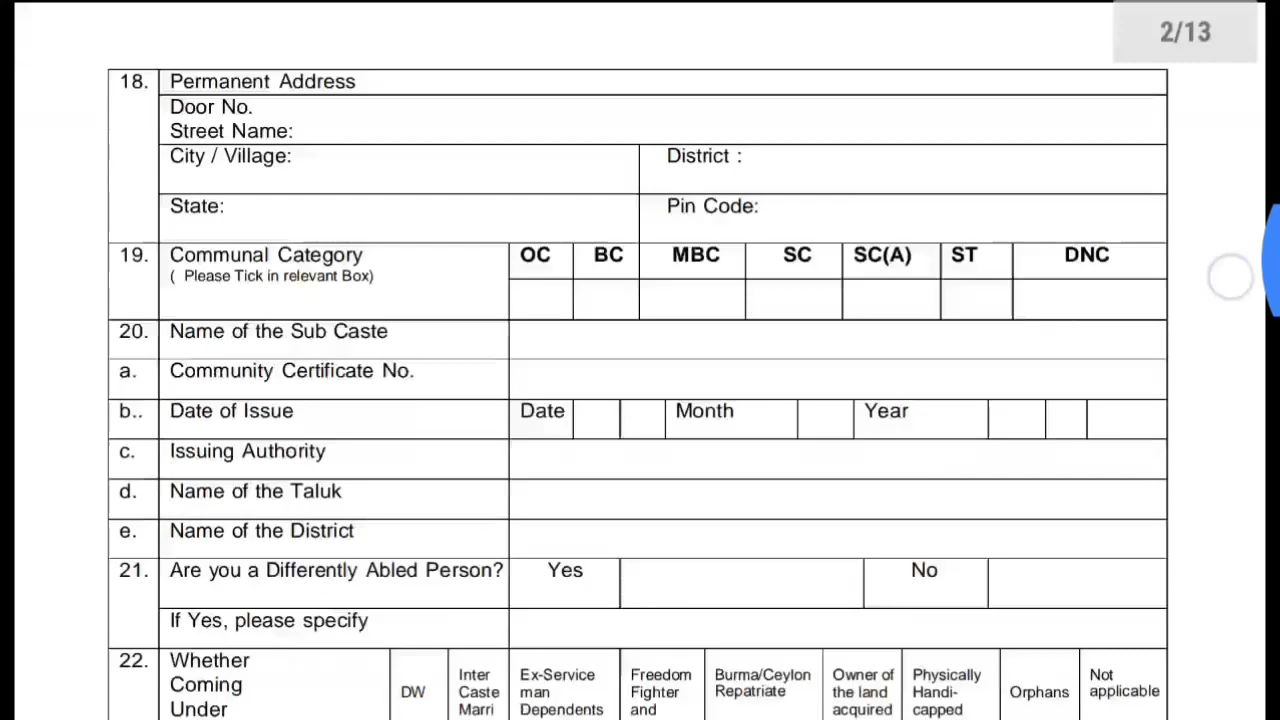 2/13
18. Permanent Address
Door No.
Street Name:
City / Village: District :
State: Pin Code:
19. Communal Category OC BC MBC SC SC(A) ST DNC
( Please Tick in relevant Box)
20. Name of the Sub Caste
a. Community Certificate No.
b.. Date of Issue Date Month Year
c. Issuing Authority
d. Name of the Taluk
e. Name of the District
21. Are you a Differently Abled Person? Yes No
If Yes, please specify
22. Whether
Coming
Under
DW
Inter
Caste
Marri
Ex-Service
man
Dependents
Freedom
Fighter
and
Burma/Ceylon
Repatriate
Owner of
the land
acquired
Physically
Handi-
capped
Orphans
Not
applicable